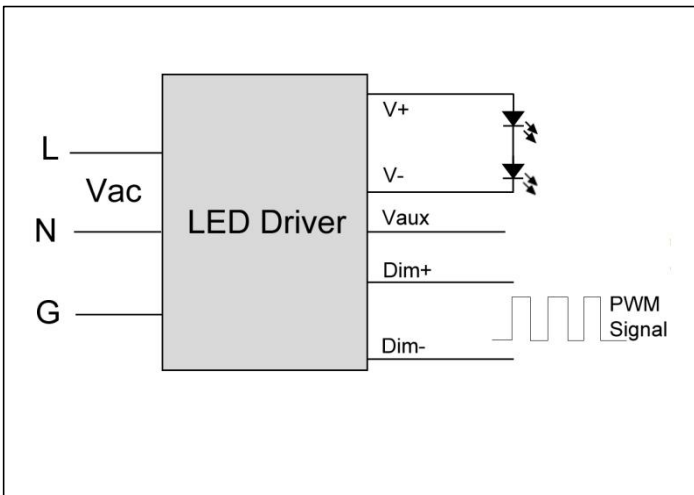 L
Vac
N
G
LED Driver
V+
V-
Vaux
Dim+
Dim-
PWM
Signal